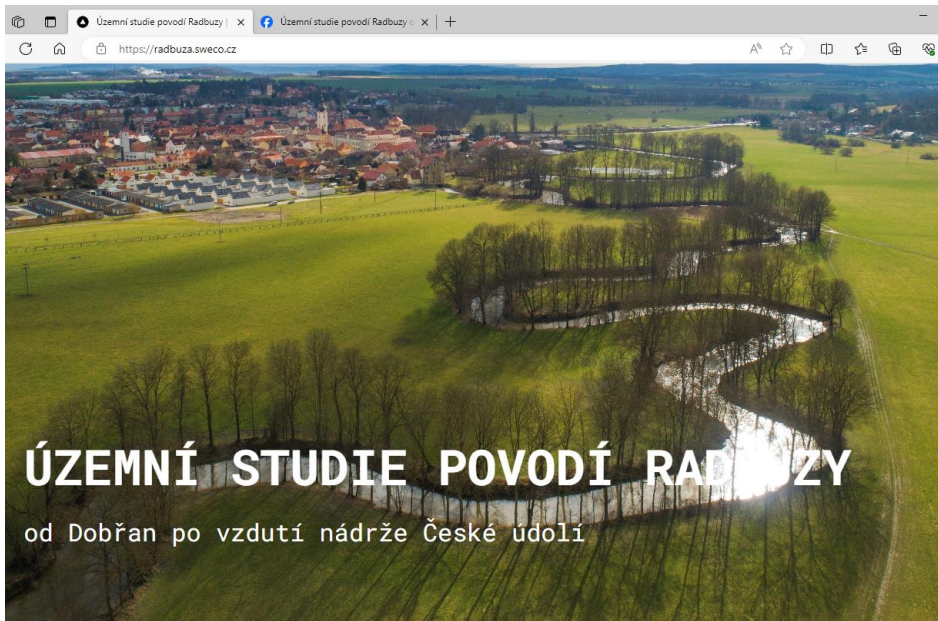 Územní studie povodí Radbuzy |
Územní studie povodí Radbuzy o
https://radbuza.sweco.cz
ÚZEMNÍ STUDIE POVODÍ RADBUZY
od Dobřan po vzdutí nádrže České údolí